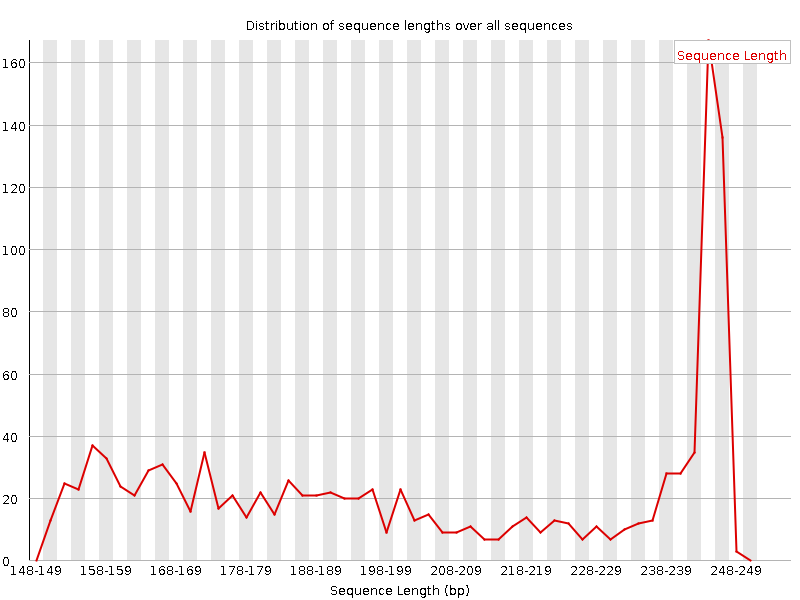 Distribution of sequence lengths over all sequences
Sequence Length
160
140
120
100
80
60
40
20
0
148-149 158-159 168-169 178-179 188-189 198-199 208-209 218-219 228-229 238-239 248-249
Sequence Length (bp)